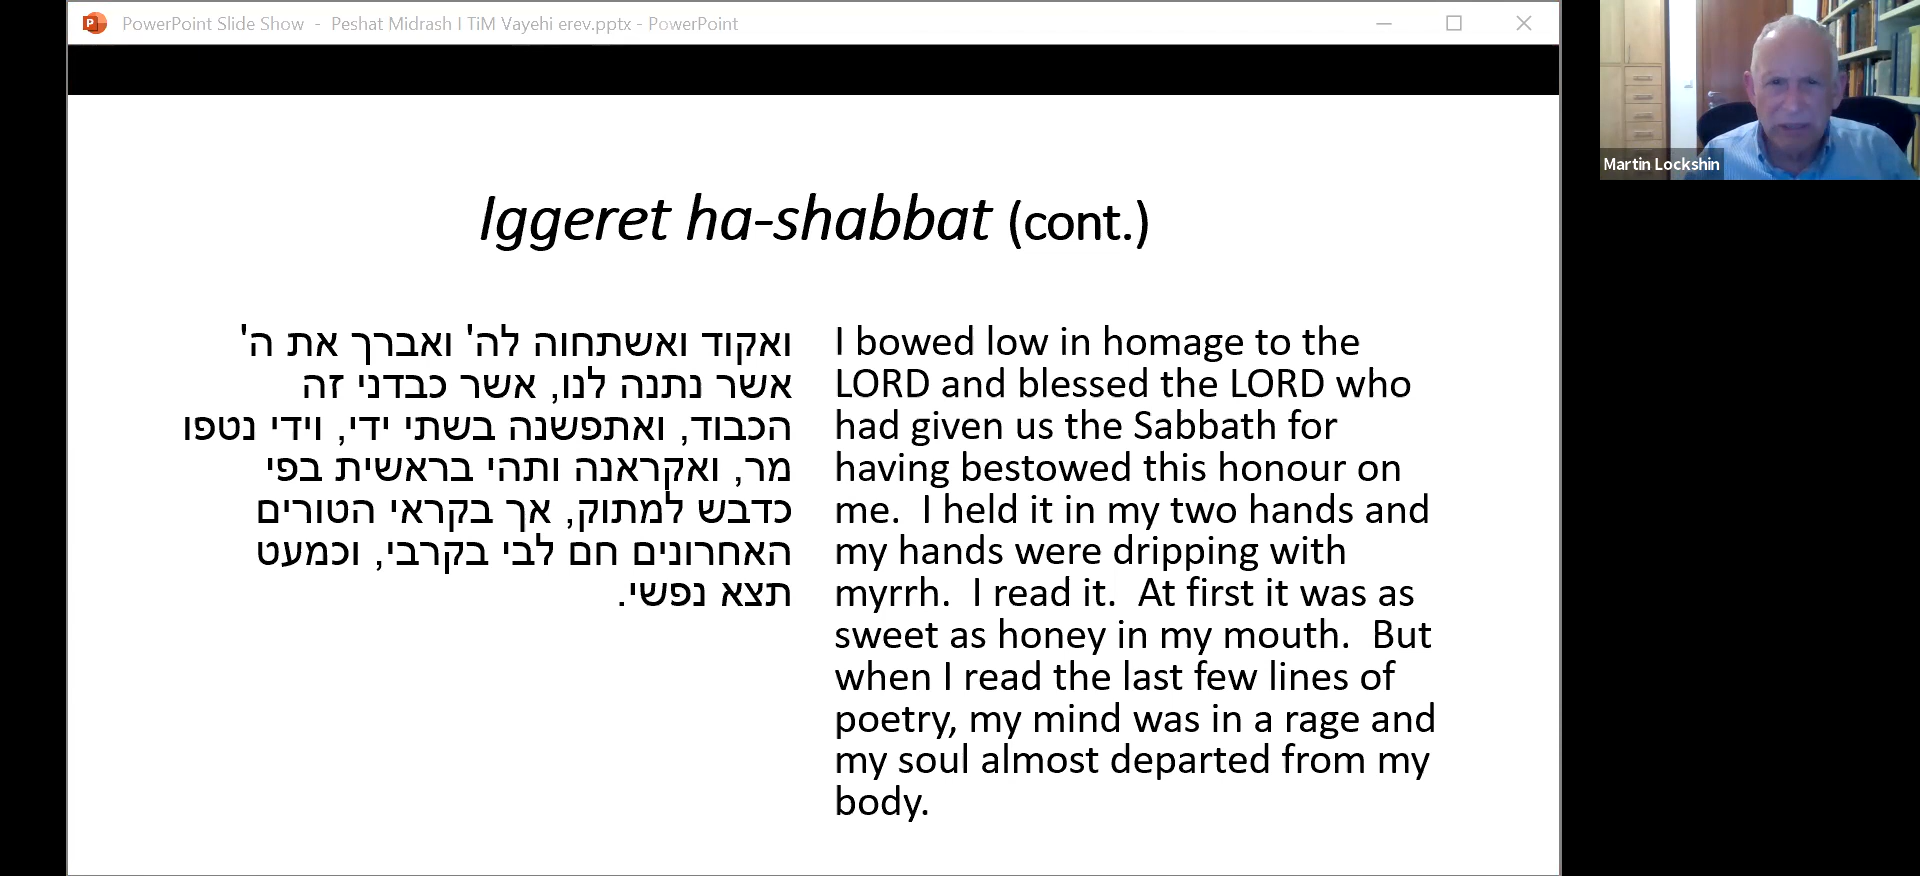 PowerPoint Slide Show - Peshat Midrash I TiM Vayehi erev.pptx - PowerPoint
Martin Lockshin
Iggeret ha-shabbat (cont.)
ואקוד ואשתחוה לה' ואברך את ה'
אשר נתנה לנו, אשר כבדני זה
הכבוד, ואתפשנה בשתי ידי, וידי נטפו
מר, ואקראנה ותהי בראשית בפי
כדבש למתוק, אך בקראי הטורים
האחרונים חם לבי בקרבי, וכמעט
תצא נפשי.
I bowed low in homage to the
LORD and blessed the LORD who
had given us the Sabbath for
having bestowed this honour on
me. I held it in my two hands and
my hands were dripping with
myrrh. I read it. At first it was as
sweet as honey in my mouth. But
when I read the last few lines of
poetry, my mind was in a rage and
my soul almost departed from my
body.